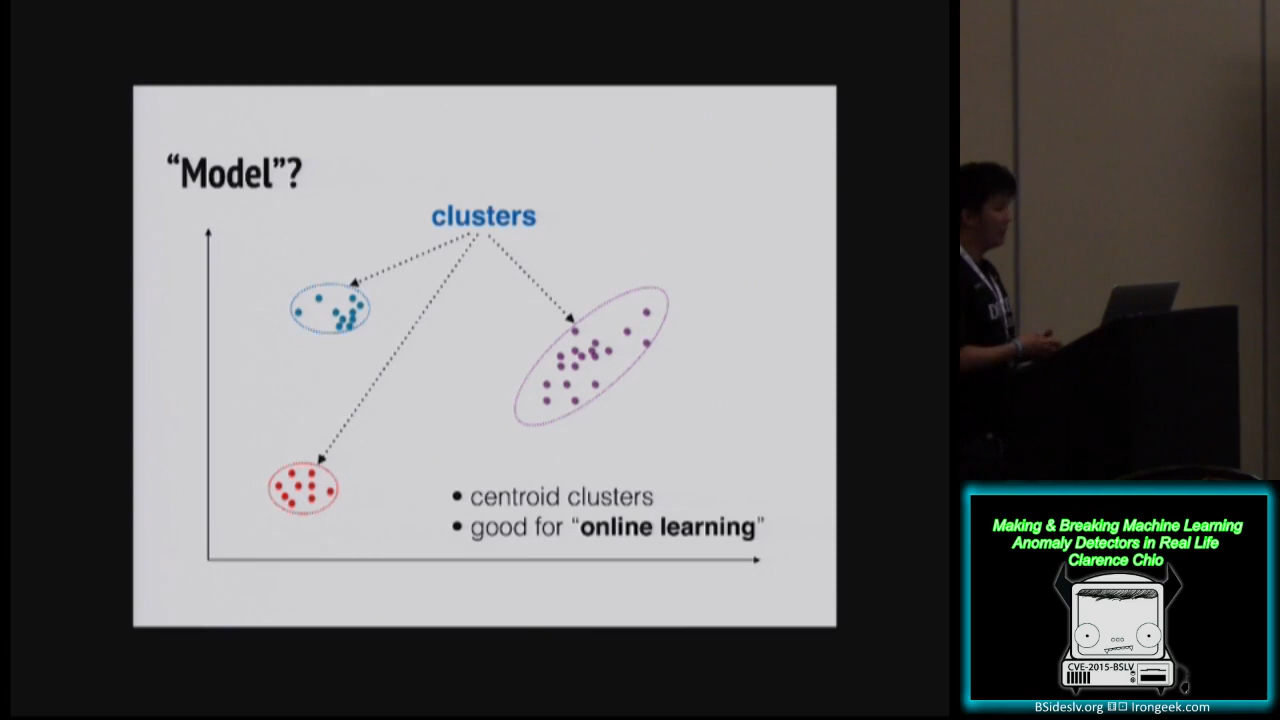 “Model”?
clusters
• centroid clusters
• good for “online learning”
Making & Breaking Machine Learning
Anomaly Detectors in Real Life
Clarence Chio
CVE-2015-BSLV
BSideslv.org Irongeek.com